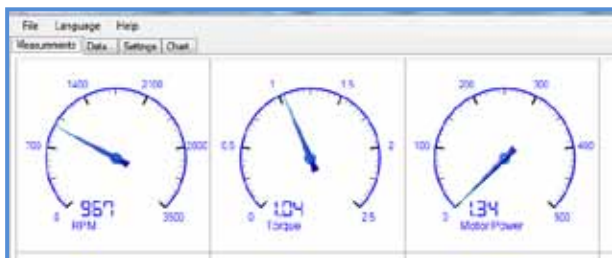 File Language Help
Measurements Data Settings Chart
1400 2100
700 2800
0 3500
967
RPM
1 1.5
0.5 2
0 2.5
1.04
Torque
200 300
100 400
0 500
1.34
Motor Power